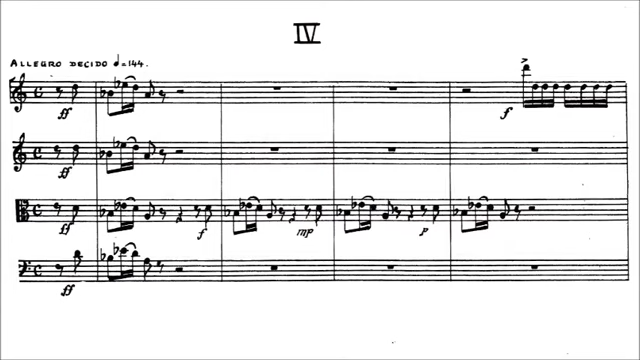 IV
ALLEGRO DECIDO 𝅗𝅥=144.
f
ff
ff
ff f mp p
ff